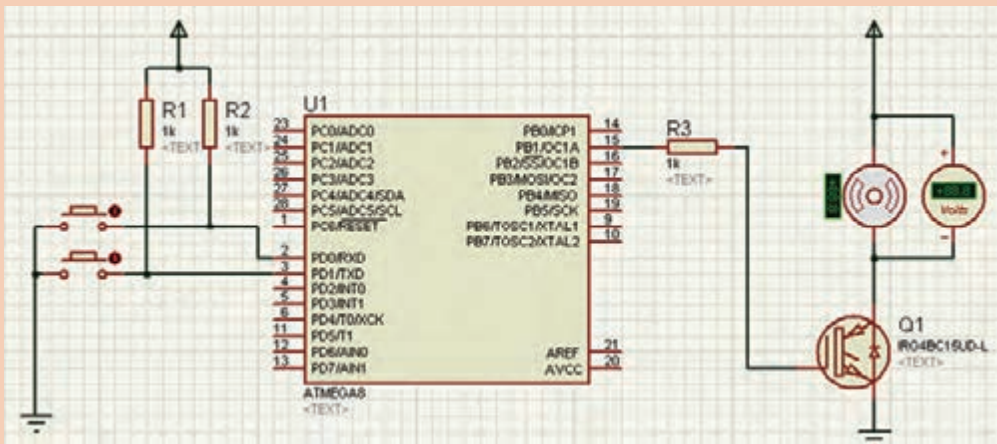 R1
1k
<TEXT>
R2
1k
<TEXT>
U1
23
24
25
26
27
28
1
2
3
4
5
6
11
12
13
PC0/ADC0
PC1/ADC1
PC2/ADC2
PC3/ADC3
PC4/ADC4/SDA
PC5/ADC5/SCL
PC6/RESET
PD0/RXD
PD1/TXD
PD2/INT0
PD3/INT1
PD4/T0/XCK
PD5/T1
PD6/AIN0
PD7/AIN1
PB0/ICP1
PB1/OC1A
PB2/SS/OC1B
PB3/MOSI/OC2
PB4/MISO
PB5/SCK
PB6/TOSC1/XTAL1
PB7/TOSC2/XTAL2
AREF
AVCC
14
15
16
17
18
19
9
10
21
20
ATMEGA8
<TEXT>
R3
1k
<TEXT>
+
Volts
-
Q1
IRG4BC15UD-L
<TEXT>